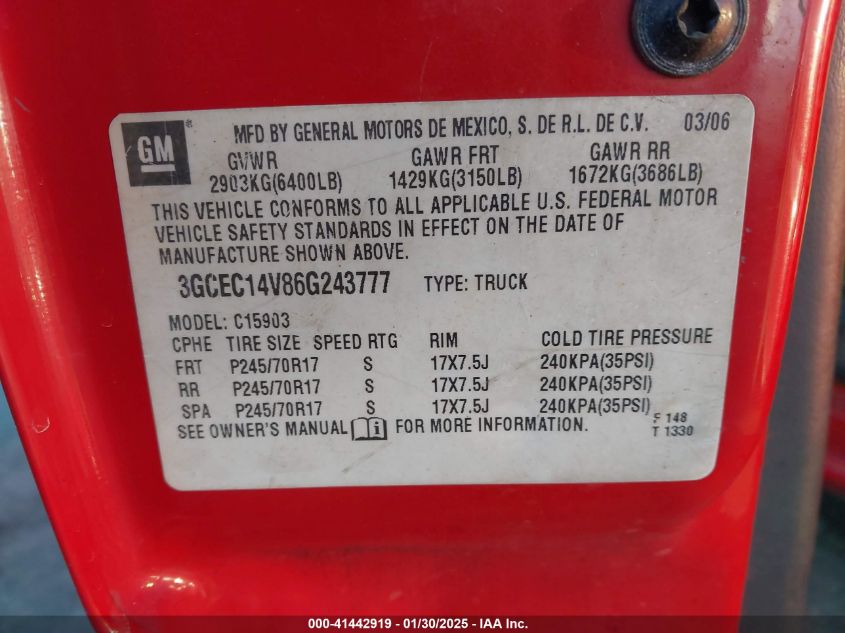 GM
MFD BY GENERAL MOTORS DE MEXICO, S. DE R.L. DE C.V. 03/06
GVWR GAWR FRT GAWR RR
2903KG(6400LB) 1429KG(3150LB) 1672KG(3686LB)
THIS VEHICLE CONFORMS TO ALL APPLICABLE U.S. FEDERAL MOTOR
VEHICLE SAFETY STANDARDS IN EFFECT ON THE DATE OF
MANUFACTURE SHOWN ABOVE.
3GCEC14V86G243777 TYPE: TRUCK
MODEL: C15903
CPHE TIRE SIZE SPEED RTG RIM COLD TIRE PRESSURE
FRT P245/70R17 S 17X7.5J 240KPA(35PSI)
RR P245/70R17 S 17X7.5J 240KPA(35PSI)
SPA P245/70R17 S 17X7.5J 240KPA(35PSI)
SEE OWNER'S MANUAL i FOR MORE INFORMATION.
F 148
T 1330
000-41442919 - 01/30/2025 - IAA Inc.